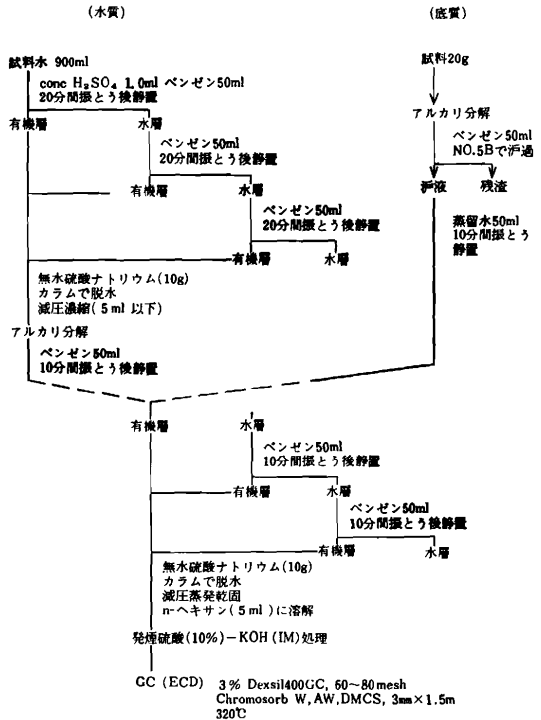 (水質)
(底質)
試料水 900ml
conc H₂SO₄ 1.0ml ベンゼン50ml
20分間振とう後静置
有機層
水層
ベンゼン50ml
20分間振とう後静置
有機層
水層
ベンゼン50ml
20分間振とう後静置
有機層
水層
無水硫酸ナトリウム(10g)
カラムで脱水
減圧濃縮(5ml 以下)
アルカリ分解
ベンゼン50ml
10分間振とう後静置
試料20g
アルカリ分解
ベンゼン50ml
NO.5Bで沪過
沪液
残渣
蒸留水50ml
10分間振とう
静置
有機層
水層
ベンゼン50ml
10分間振とう後静置
有機層
水層
ベンゼン50ml
10分間振とう後静置
有機層
水層
無水硫酸ナトリウム(10g)
カラムで脱水
減圧蒸発乾固
n-ヘキサン(5ml)に溶解
発煙硫酸(10%)-KOH(IM)処理
GC (ECD)
3% Dexsil400GC, 60~80mesh
Chromosorb W,AW,DMCS, 3mm×1.5m
320℃